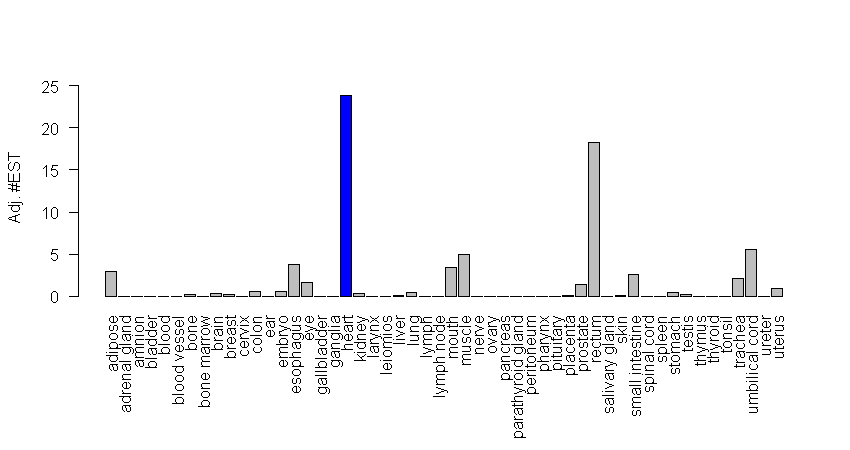 Adj. #EST
25
20
15
10
5
0
adipose
adrenal gland
amnion
bladder
blood
blood vessel
bone
bone marrow
brain
breast
cervix
colon
ear
embryo
esophagus
eye
gallbladder
ganglia
heart
kidney
larynx
leiomios
liver
lung
lymph
lymph node
mouth
muscle
nerve
ovary
pancreas
parathyroid gland
peritoneum
pharynx
pituitary
placenta
prostate
rectum
salivary gland
skin
small intestine
spinal cord
spleen
stomach
testis
thymus
thyroid
tonsil
trachea
umbilical cord
ureter
uterus